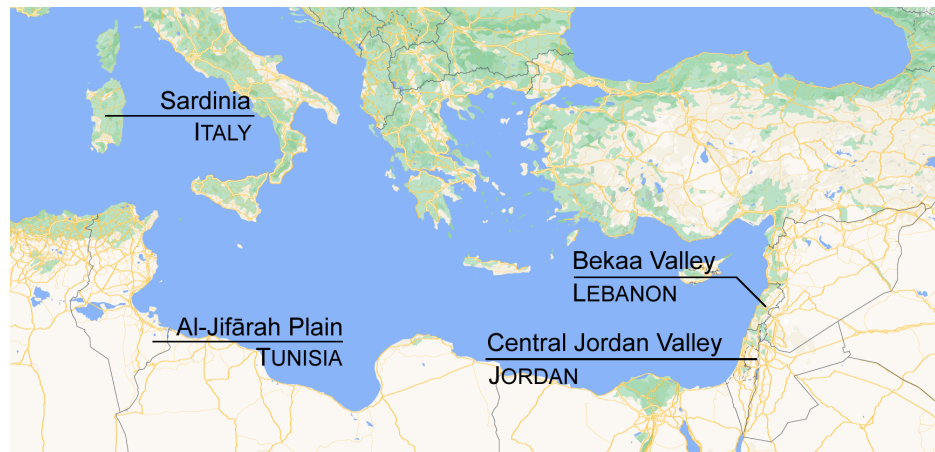 Sardinia
ITALY
Bekaa Valley
LEBANON
Al-Jifārah Plain
TUNISIA
Central Jordan Valley
JORDAN